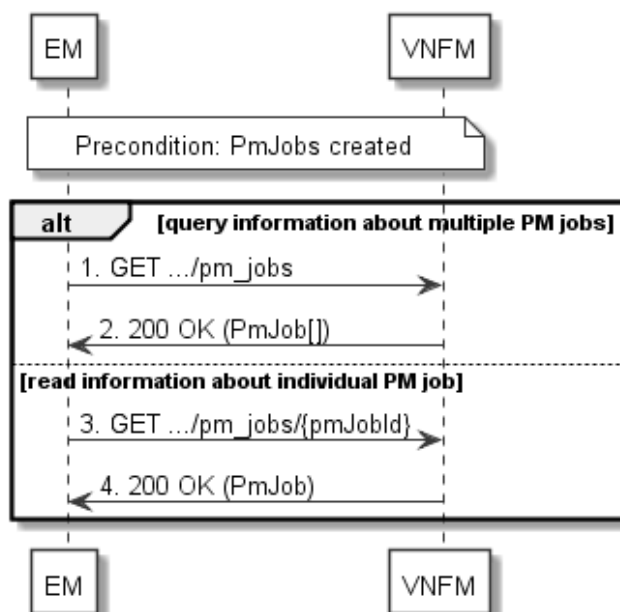 EM VNFM
Precondition: PmJobs created
alt [query information about multiple PM jobs]
1. GET .../pm_jobs
2. 200 OK (PmJob[])
[read information about individual PM job]
3. GET .../pm_jobs/{pmJobId}
4. 200 OK (PmJob)
EM VNFM